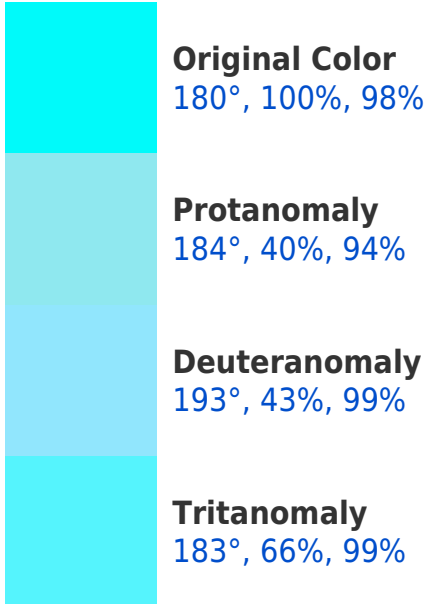 Original Color
180°, 100%, 98%
Protanomaly
184°, 40%, 94%
Deuteranomaly
193°, 43%, 99%
Tritanomaly
183°, 66%, 99%